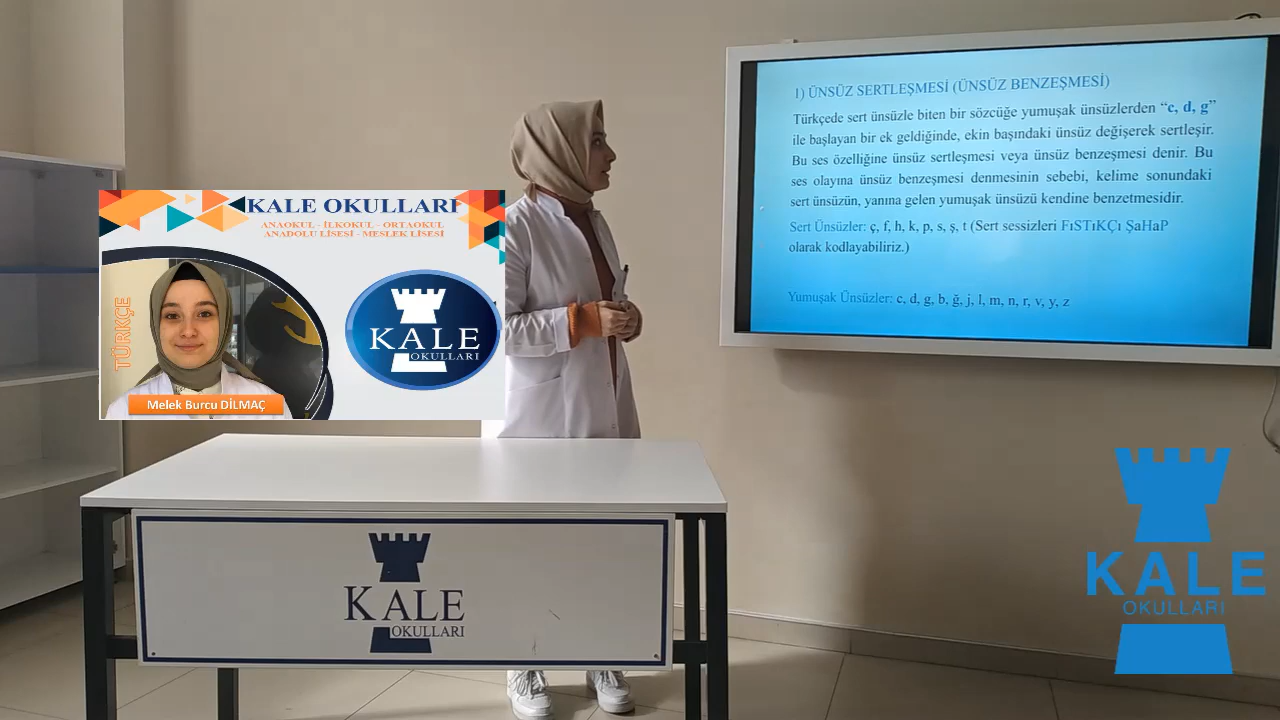 KALE OKULLARI
ANAOKUL - İLKOKUL - ORTAOKUL
ANADOLU LİSESİ - MESLEK LİSESİ
TÜRKÇE
KALE
OKULLARI
Melek Burcu DİLMAÇ
1) ÜNSÜZ SERTLEŞMESİ (ÜNSÜZ BENZEŞMESİ)
Türkçede sert ünsüzle biten bir sözcüğe yumuşak ünsüzlerden “c, d, g”
ile başlayan bir ek geldiğinde, ekin başındaki ünsüz değişerek sertleşir.
Bu ses özelliğine ünsüz sertleşmesi veya ünsüz benzeşmesi denir. Bu
ses olayına ünsüz benzeşmesi denmesinin sebebi, kelime sonundaki
sert ünsüzün, yanına gelen yumuşak ünsüzü kendine benzetmesidir.
Sert Ünsüzler: ç, f, h, k, p, s, ş, t (Sert sessizleri FıSTıKÇı ŞaHaP
olarak kodlayabiliriz.)
Yumuşak Ünsüzler: c, d, g, b, ğ, j, l, m, n, r, v, y, z
KALE
OKULLARI
KALE
OKULLARI